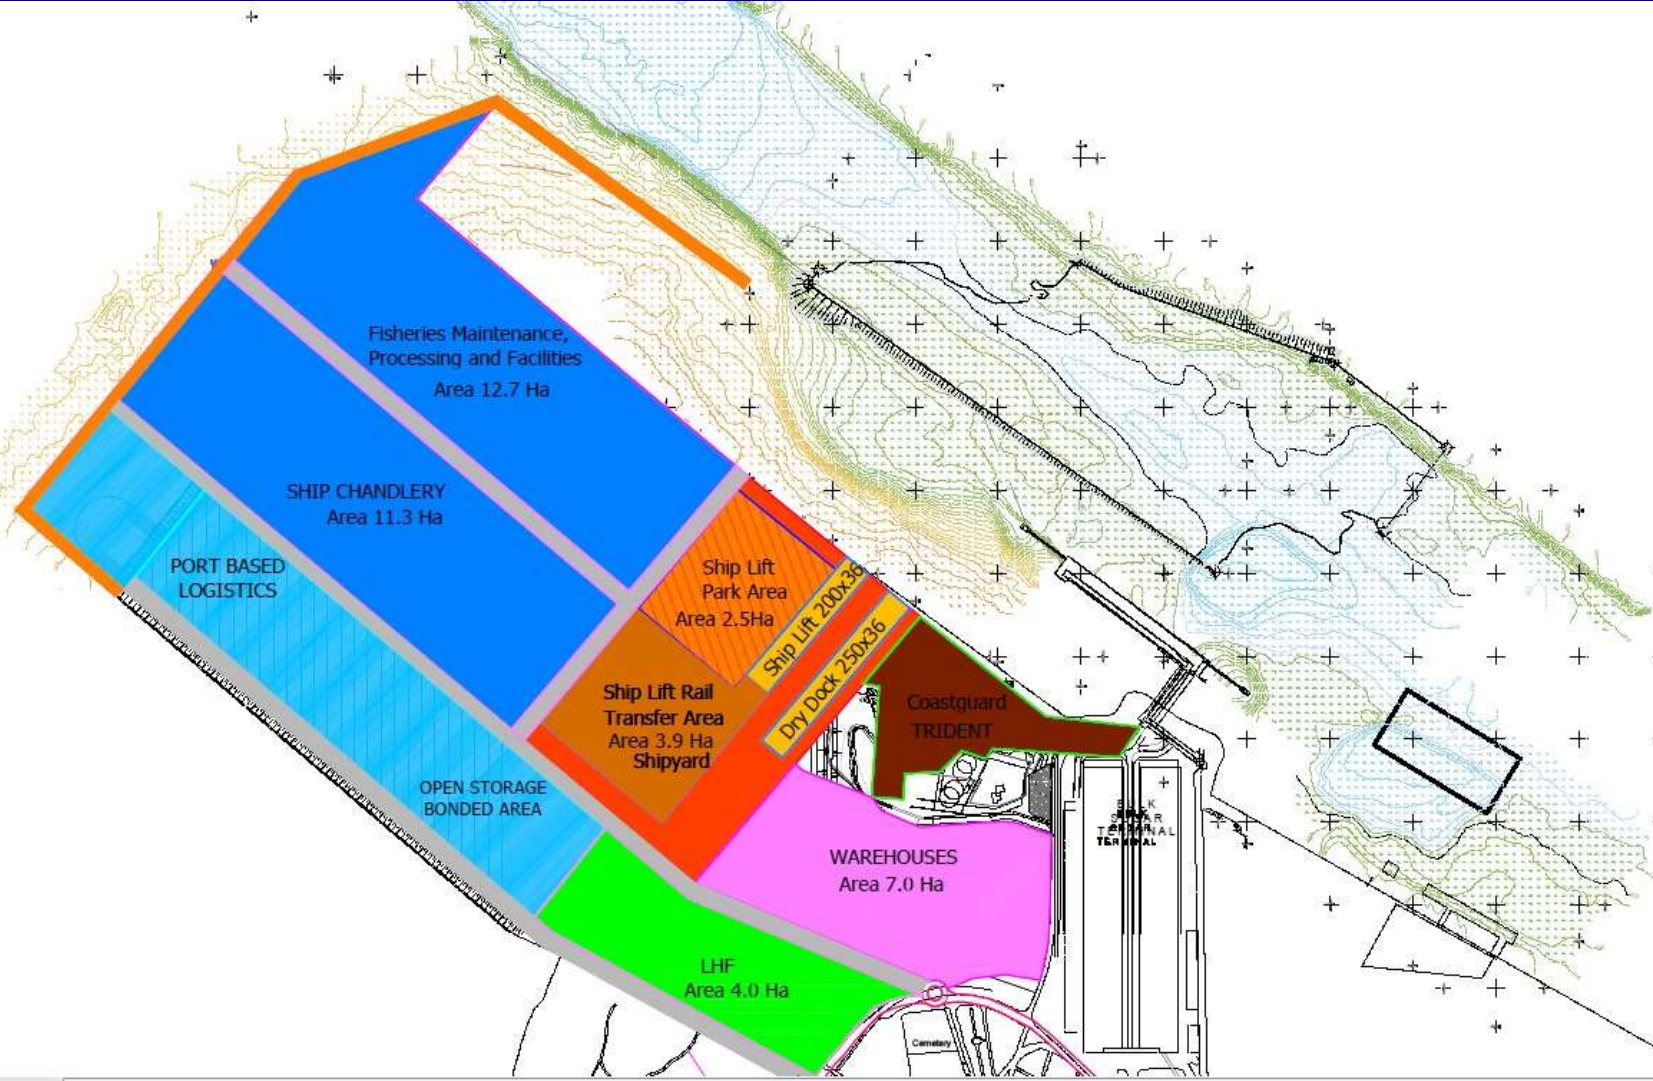 Fisheries Maintenance,
Processing and Facilities
Area 12.7 Ha
SHIP CHANDLERY
Area 11.3 Ha
PORT BASED
LOGISTICS
Ship Lift
Park Area
Area 2.5Ha
Ship Lift 200x36
Dry Dock 250x36
Ship Lift Rail
Transfer Area
Area 3.9 Ha
Shipyard
Coastguard
TRIDENT
OPEN STORAGE
BONDED AREA
TERMINAL
TERMINAL
WAREHOUSES
Area 7.0 Ha
LHF
Area 4.0 Ha
Cemetery